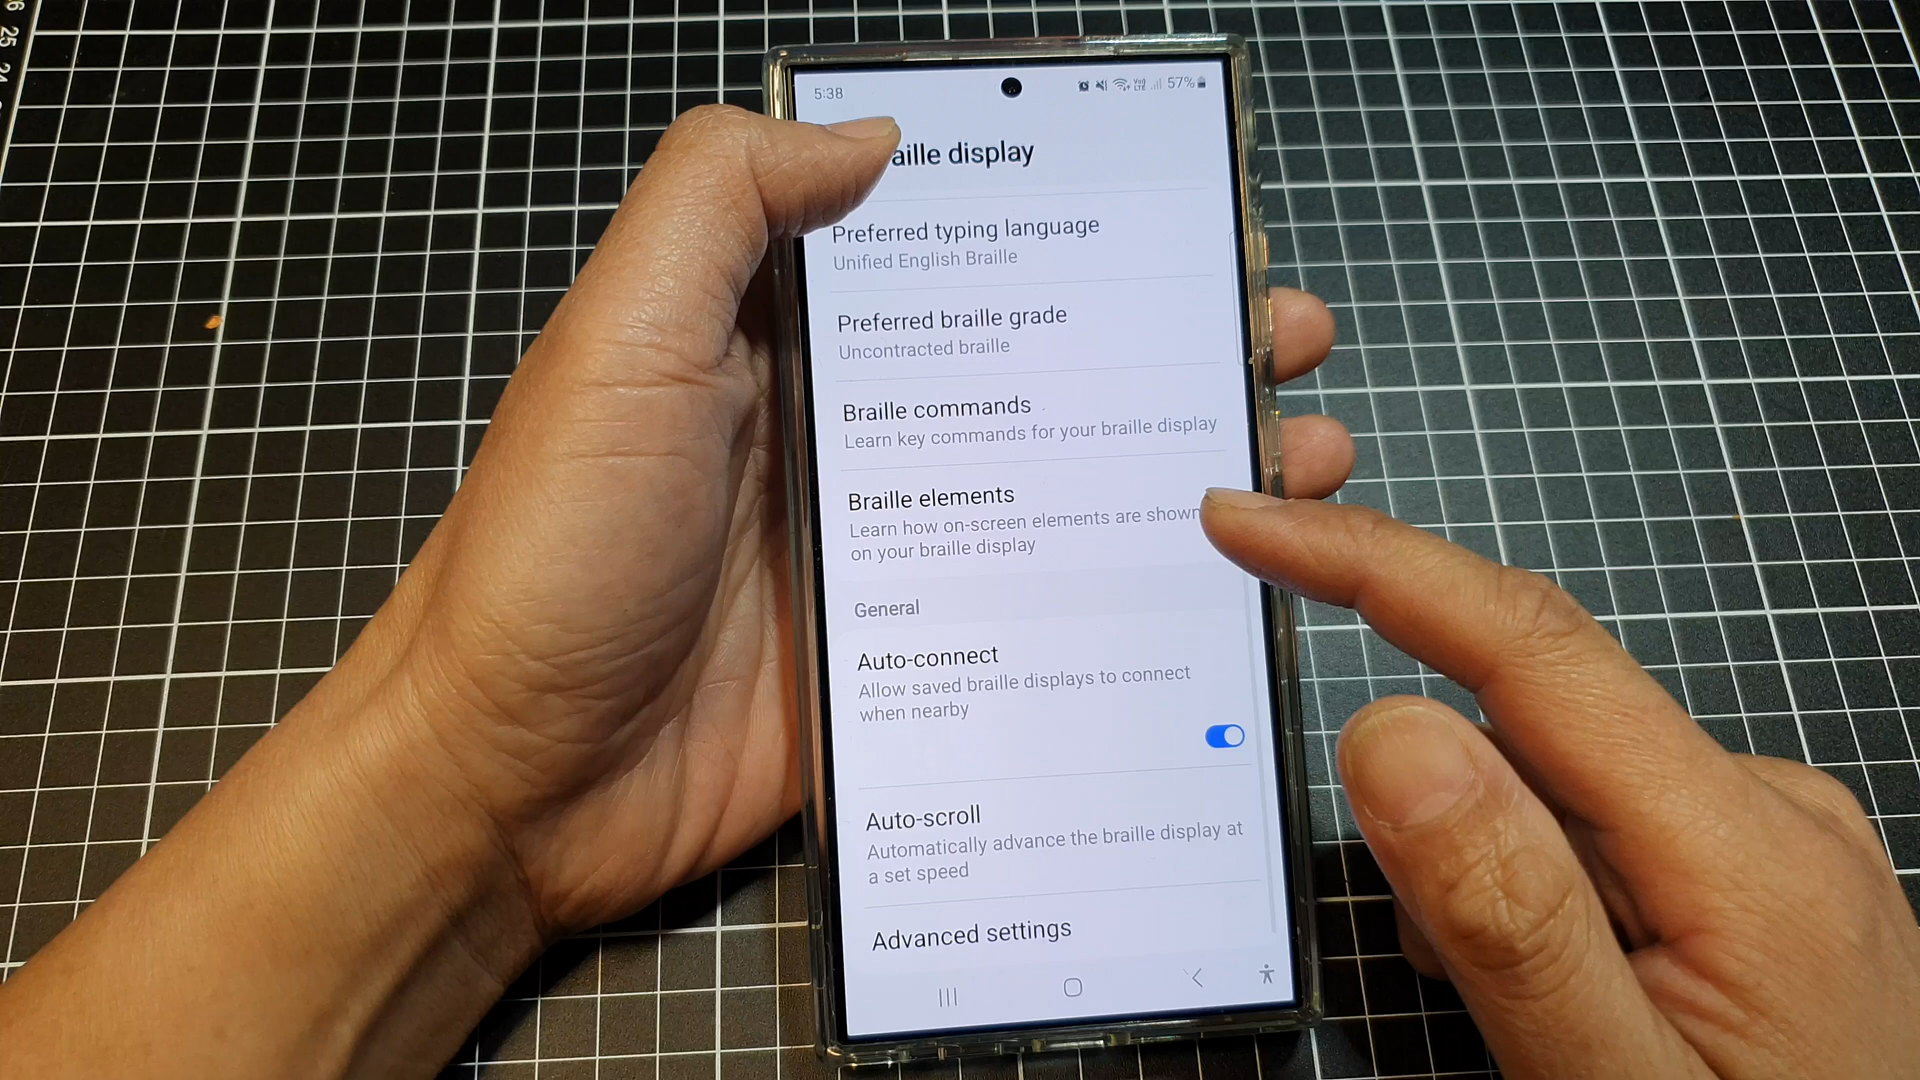 26
25
24
5:38
57%
aille display
Preferred typing language
Unified English Braille
Preferred braille grade
Uncontracted braille
Braille commands
Learn key commands for your braille display
Braille elements
Learn how on-screen elements are shown
on your braille display
General
Auto-connect
Allow saved braille displays to connect
when nearby
Auto-scroll
Automatically advance the braille display at
a set speed
Advanced settings